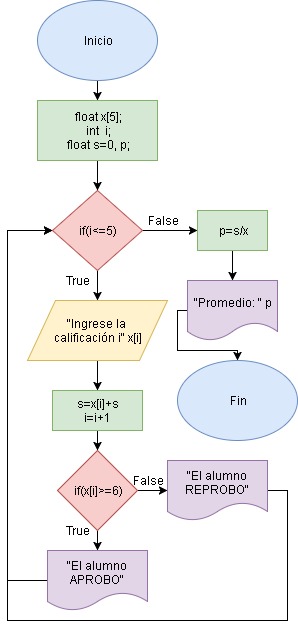 Inicio
float x[5];
int i;
float s=0, p;
if(i<=5)
False
p=s/x
True
"Promedio: " p
"Ingrese la
calificación i" x[i]
Fin
s=x[i]+s
i=i+1
if(x[i]>=6)
False
"El alumno
REPROBO"
True
"El alumno
APROBO"